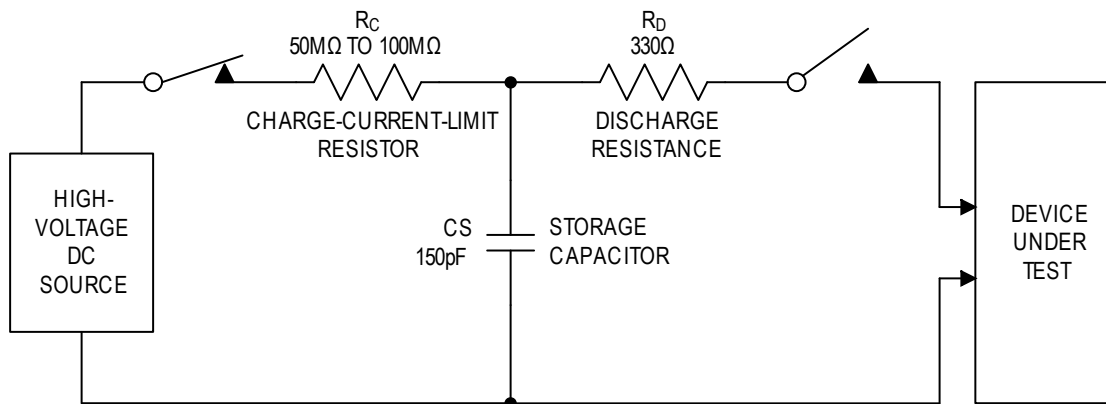 RC
50MΩ TO 100MΩ
CHARGE-CURRENT-LIMIT
RESISTOR
RD
330Ω
DISCHARGE
RESISTANCE
HIGH-
VOLTAGE
DC
SOURCE
CS
150pF
STORAGE
CAPACITOR
DEVICE
UNDER
TEST